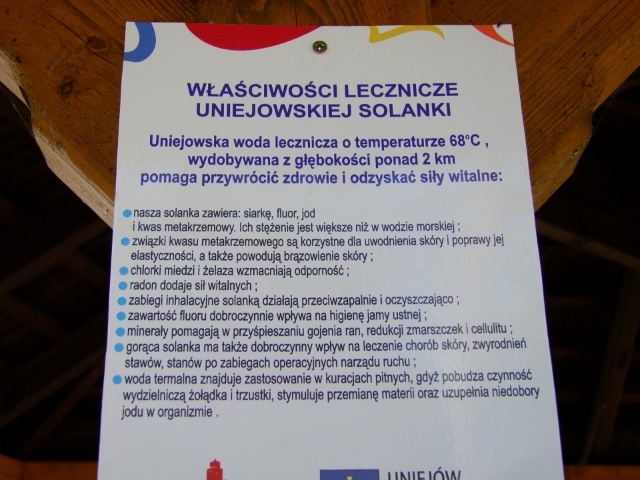 WŁAŚCIWOŚCI LECZNICZE
UNIEJOWSKIEJ SOLANKI
Uniejowska woda lecznicza o temperaturze 68°C ,
wydobywana z głębokości ponad 2 km
pomaga przywrócić zdrowie i odzyskać siły witalne:
nasza solanka zawiera: siarkę, fluor, jod
i kwas metakrzemowy. Ich stężenie jest większe niż w wodzie morskiej ;
związki kwasu metakrzemowego są korzystne dla uwodnienia skóry i poprawy jej
elastyczności, a także powodują brązowienie skóry ;
chlorki miedzi i żelaza wzmacniają odporność ;
radon dodaje sił witalnych ;
zabiegi inhalacyjne solanką działają przeciwzapalnie i oczyszczająco ;
zawartość fluoru dobroczynnie wpływa na higienę jamy ustnej ;
minerały pomagają w przyśpieszaniu gojenia ran, redukcji zmarszczek i cellulitu ;
gorąca solanka ma także dobroczynny wpływ na leczenie chorób skóry, zwyrodnień
stawów, stanów po zabiegach operacyjnych narządu ruchu ;
woda termalna znajduje zastosowanie w kuracjach pitnych, gdyż pobudza czynność
wydzielniczą żołądka i trzustki, stymuluje przemianę materii oraz uzupełnia niedobory
jodu w organizmie .
UNIEJÓW